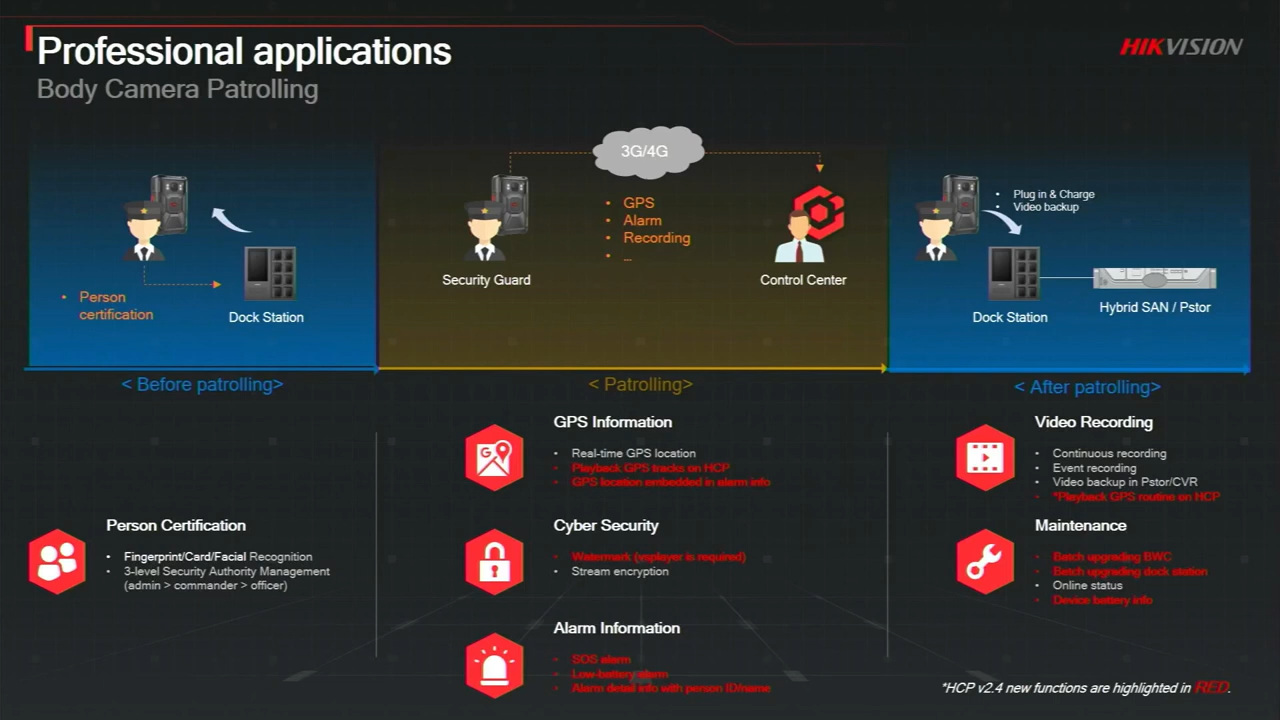 Professional applications
Body Camera Patrolling
HIKVISION
Person
certification
Dock Station
3G/4G
GPS
Alarm
Recording
...
Security Guard
Control Center
Plug in & Charge
Video backup
Dock Station
Hybrid SAN / Pstor
< Before patrolling>
< Patrolling>
< After patrolling>
Person Certification
Fingerprint/Card/Facial Recognition
3-level Security Authority Management
(admin > commander > officer)
GPS Information
Real-time GPS location
Playback GPS tracks on HCP
GPS location embedded in alarm info
Cyber Security
Watermark (vsplayer is required)
Stream encryption
Alarm Information
SOS alarm
Low-battery alarm
Alarm detail info with person ID/name
Video Recording
Continuous recording
Event recording
Video backup in Pstor/CVR
*Playback GPS routine on HCP
Maintenance
Batch upgrading BWC
Batch upgrading dock station
Online status
Device battery info
*HCP v2.4 new functions are highlighted in RED.